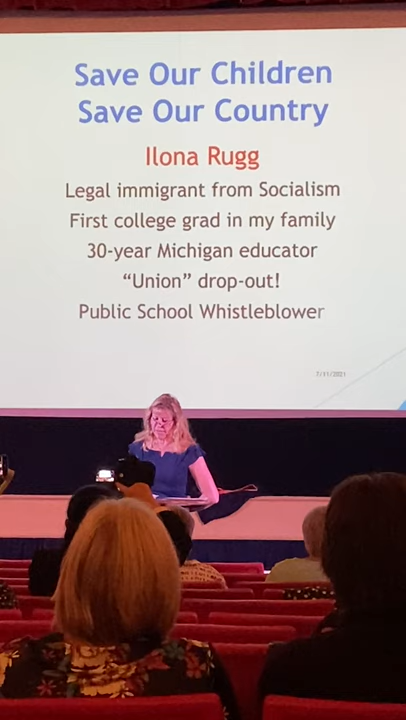 Save Our Children
Save Our Country
Ilona Rugg
Legal immigrant from Socialism
First college grad in my family
30-year Michigan educator
“Union” drop-out!
Public School Whistleblower
7/11/2021